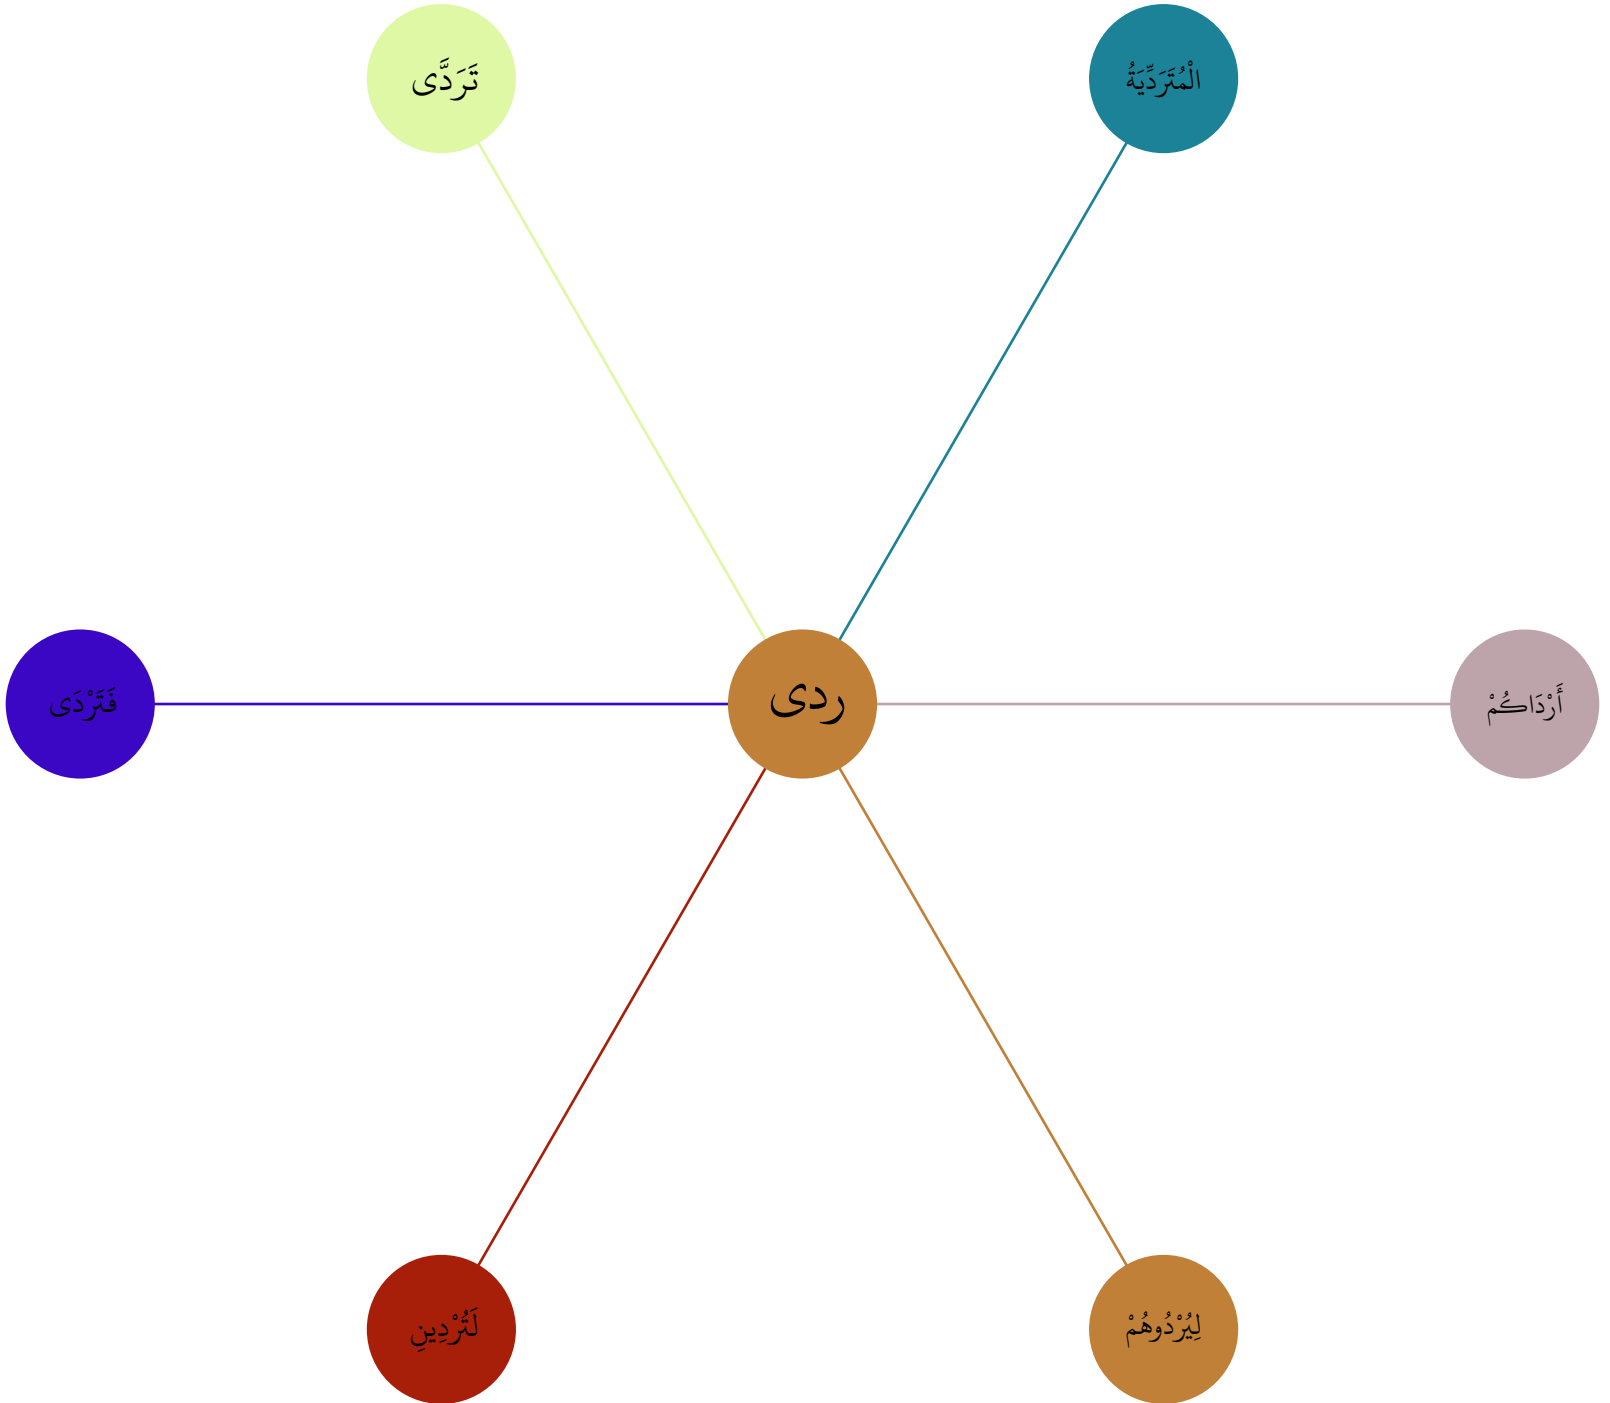 تَرَدَّى
الْمُتَرَدِّيَةُ
فَتَرْدَى
ردى
أَرْدَاكُمْ
لَتُرْدِينِ
لِيُرْدُوهُمْ